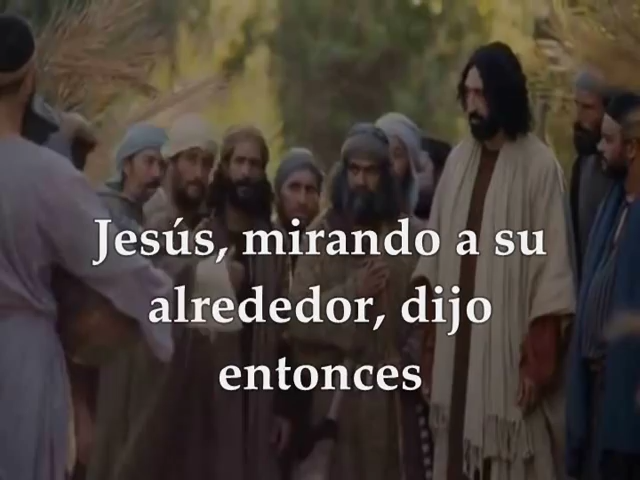 Jesús, mirando a su
alrededor, dijo
entonces